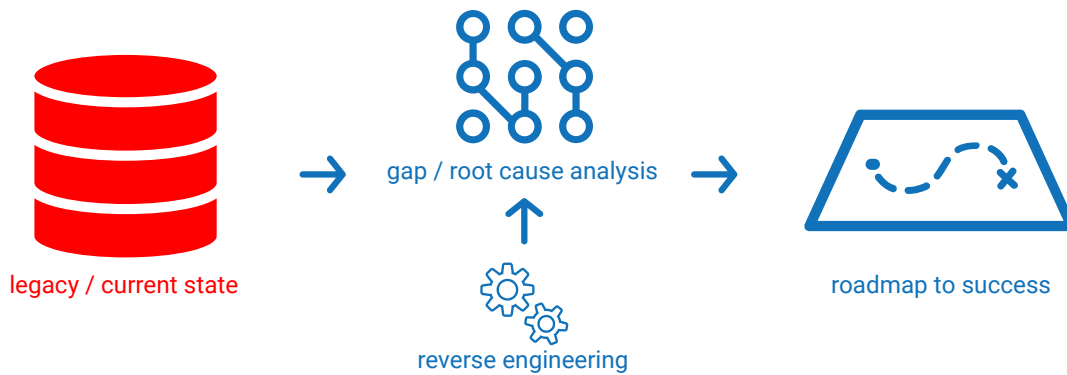 gap / root cause analysis
legacy / current state
roadmap to success
reverse engineering